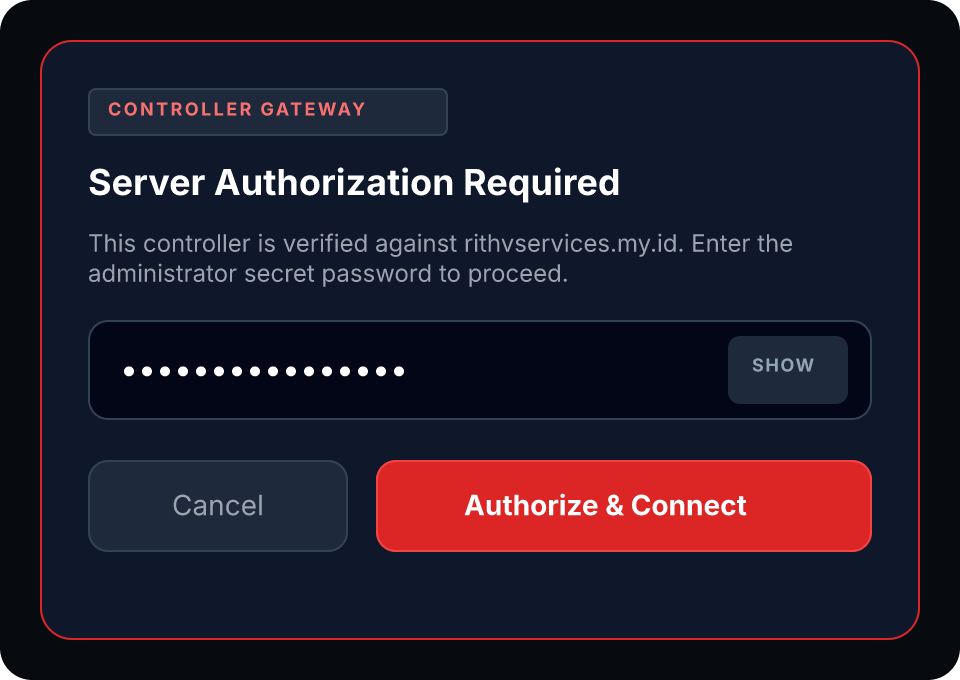 CONTROLLER GATEWAY
Server Authorization Required
This controller is verified against rithvservices.my.id. Enter the
administrator secret password to proceed.
••••••••••••••••
SHOW
Cancel
Authorize & Connect